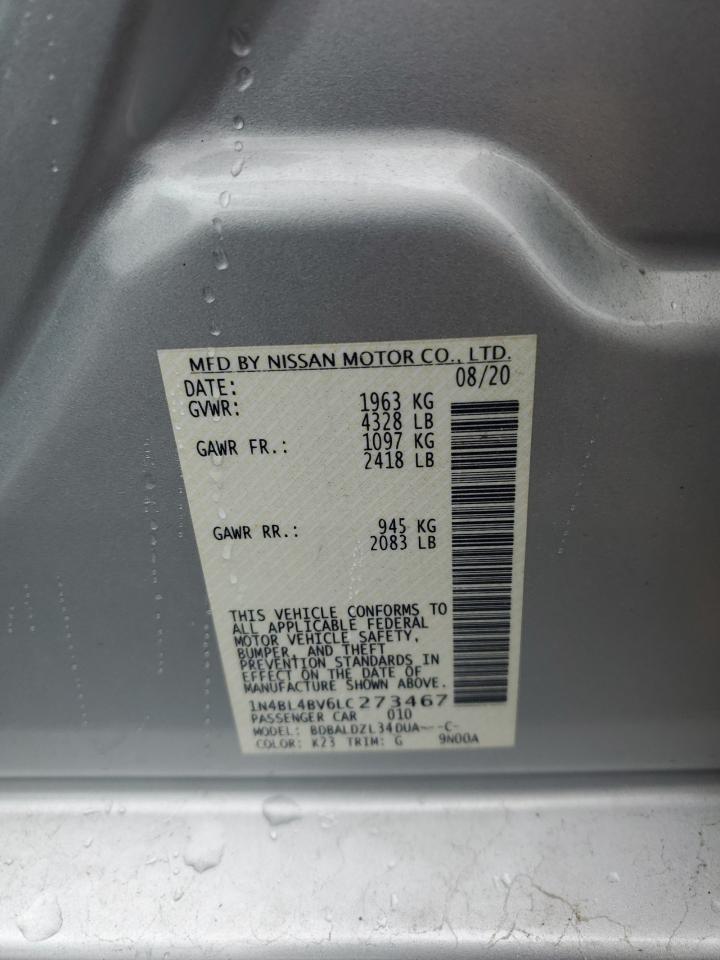 MFD BY NISSAN MOTOR CO., LTD.
DATE: 08/20
GVWR: 1963 KG
4328 LB
GAWR FR.: 1097 KG
2418 LB
GAWR RR.: 945 KG
2083 LB
THIS VEHICLE CONFORMS TO
ALL APPLICABLE FEDERAL
MOTOR VEHICLE SAFETY,
BUMPER, AND THEFT
PREVENTION STANDARDS IN
EFFECT ON THE DATE OF
MANUFACTURE SHOWN ABOVE.
1N4BL4BV6LC273467
PASSENGER CAR 010
MODEL: BDBALDZL34DUA---C-
COLOR: K23 TRIM: G 9N00A